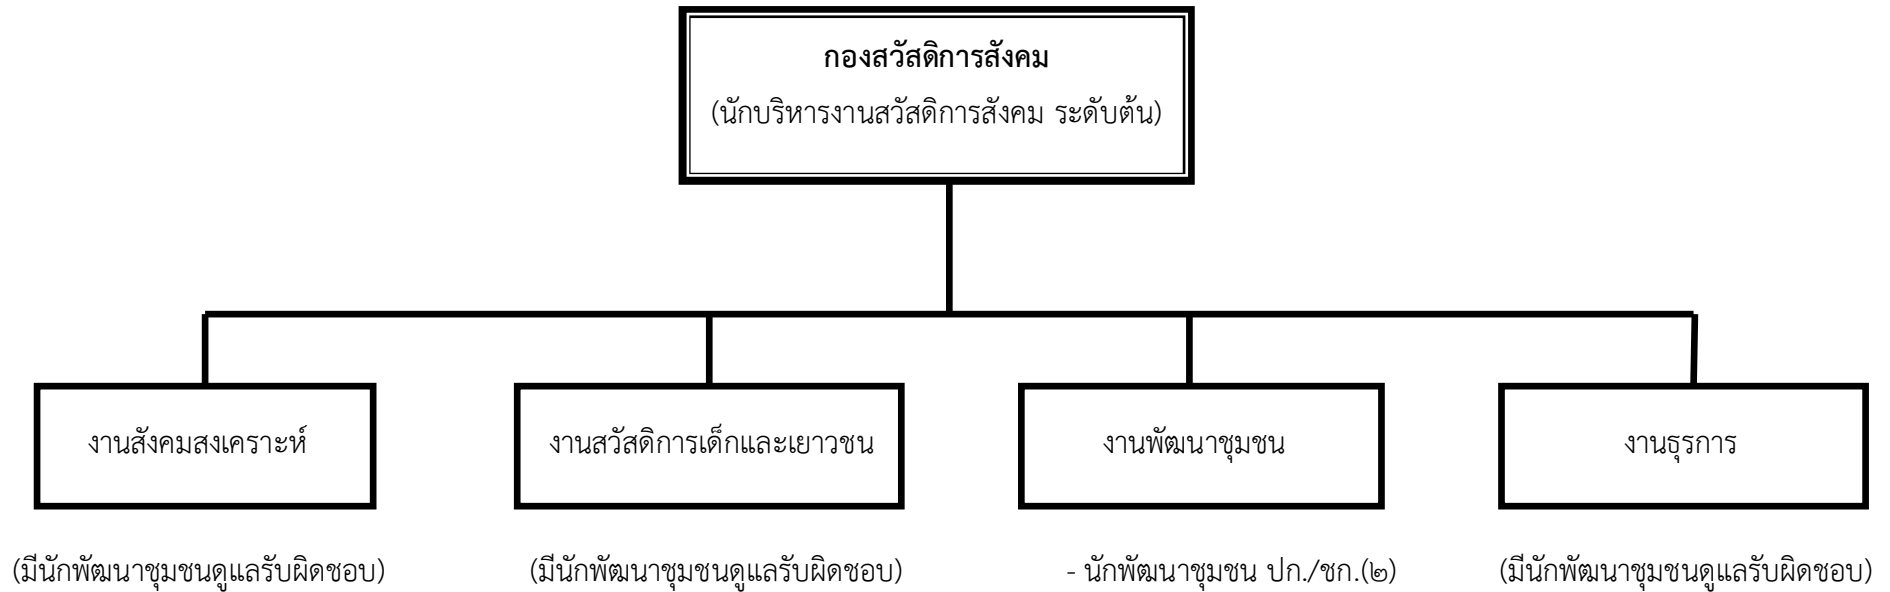 กองสวัสดิการสังคม
(นักบริหารงานสวัสดิการสังคม ระดับต้น)
งานสังคมสงเคราะห์
งานสวัสดิการเด็กและเยาวชน
งานพัฒนาชุมชน
งานธุรการ
(มีนักพัฒนาชุมชนดูแลรับผิดชอบ)
(มีนักพัฒนาชุมชนดูแลรับผิดชอบ)
- นักพัฒนาชุมชน ปก./ชก.(๒)
(มีนักพัฒนาชุมชนดูแลรับผิดชอบ)